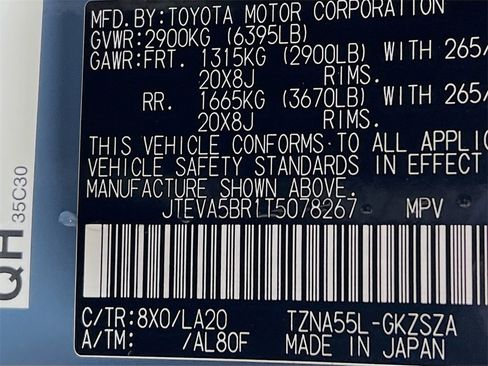 MFD.BY:TOYOTA MOTOR CORPORATION
GVWR:2900KG (6395LB)
GAWR:FRT. 1315KG (2900LB) WITH 265/
20X8J RIMS.
RR. 1665KG (3670LB) WITH 265/
20X8J RIMS.
THIS VEHICLE CONFORMS TO ALL APPLIC
VEHICLE SAFETY STANDARDS IN EFFECT
MANUFACTURE SHOWN ABOVE.
JTEVA5BR1T5078267 MPV
C/TR:8X0/LA20 TZNA55L-GKZSZA
A/TM: /AL80F MADE IN JAPAN
QH
35C30